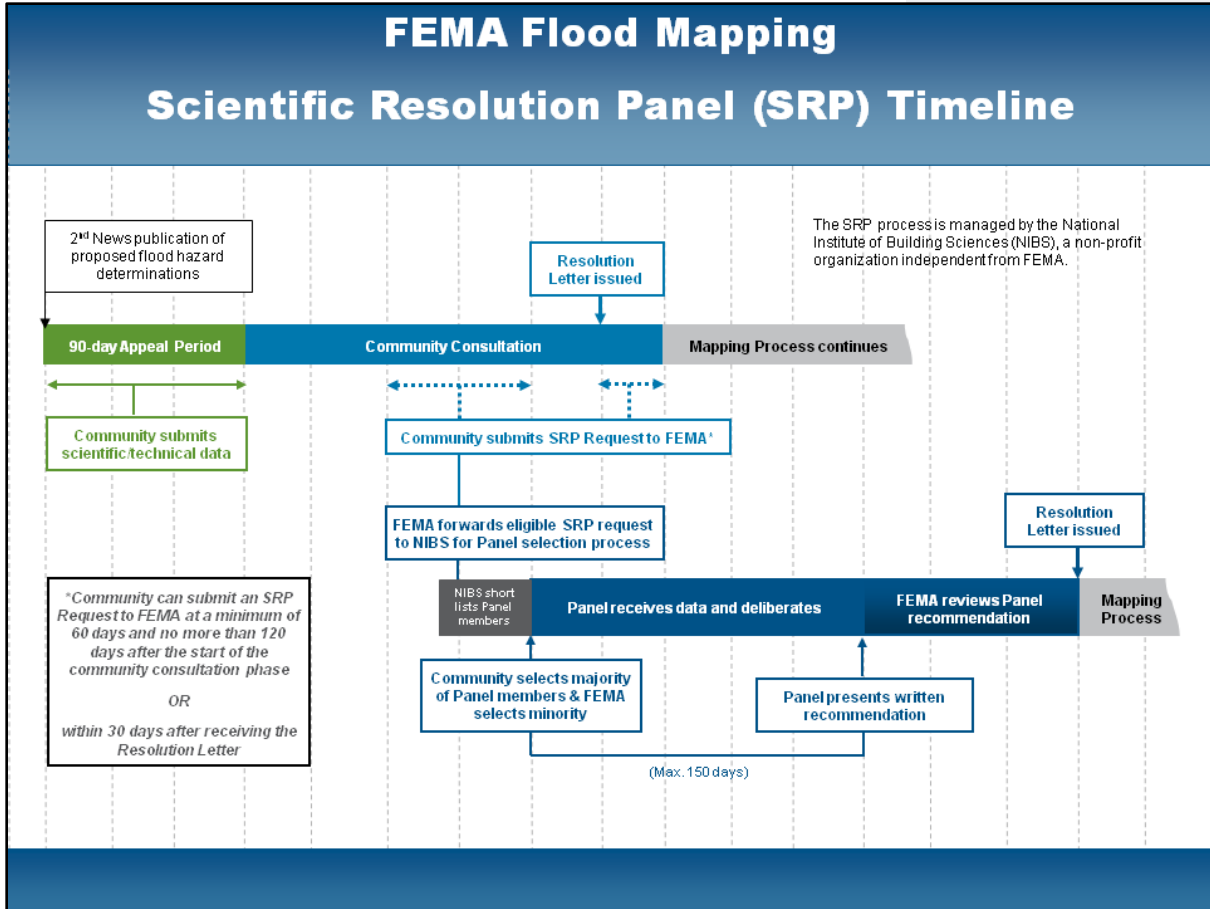 FEMA Flood Mapping
Scientific Resolution Panel (SRP) Timeline
2nd News publication of
proposed flood hazard
determinations
The SRP process is managed by the National
Institute of Building Sciences (NIBS), a non-profit
organization independent from FEMA.
Resolution
Letter issued
90-day Appeal Period
Community Consultation
Mapping Process continues
Community submits
scientific/technical data
Community submits SRP Request to FEMA*
FEMA forwards eligible SRP request
to NIBS for Panel selection process
Resolution
Letter issued
NIBS short
lists Panel
members
Panel receives data and deliberates
FEMA reviews Panel
recommendation
Mapping
Process
*Community can submit an SRP
Request to FEMA at a minimum of
60 days and no more than 120
days after the start of the
community consultation phase
OR
within 30 days after receiving the
Resolution Letter
Community selects majority
of Panel members & FEMA
selects minority
Panel presents written
recommendation
(Max. 150 days)